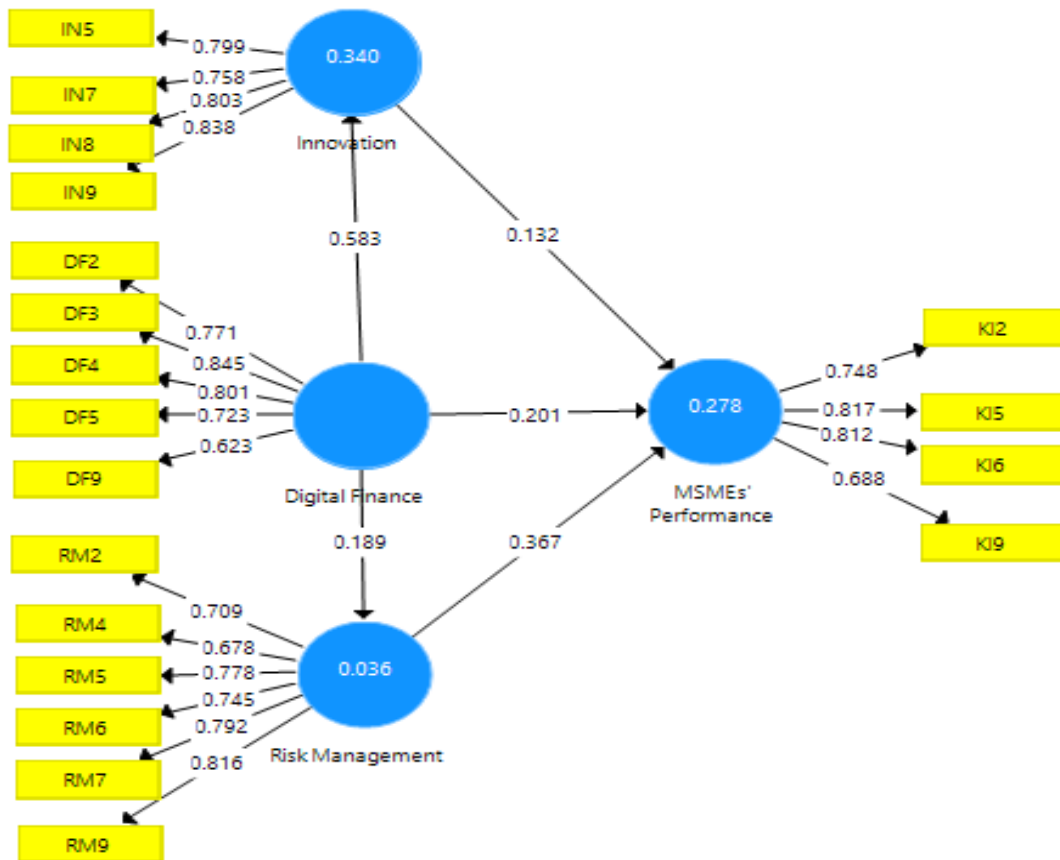 IN5
0.799
0.340
IN7
0.758
0.803
IN8
0.838
Innovation
IN9
0.132
0.583
DF2
DF3
0.771
KI2
DF4
0.845
0.748
0.801
DF5
0.723
0.201
0.278
0.817
KI5
0.623
0.812
KI6
DF9
0.688
Digital Finance
MSMEs'
Performance
0.189
0.367
KI9
RM2
0.709
RM4
0.678
RM5
0.778
0.036
0.745
RM6
0.792
Risk Management
RM7
0.816
RM9